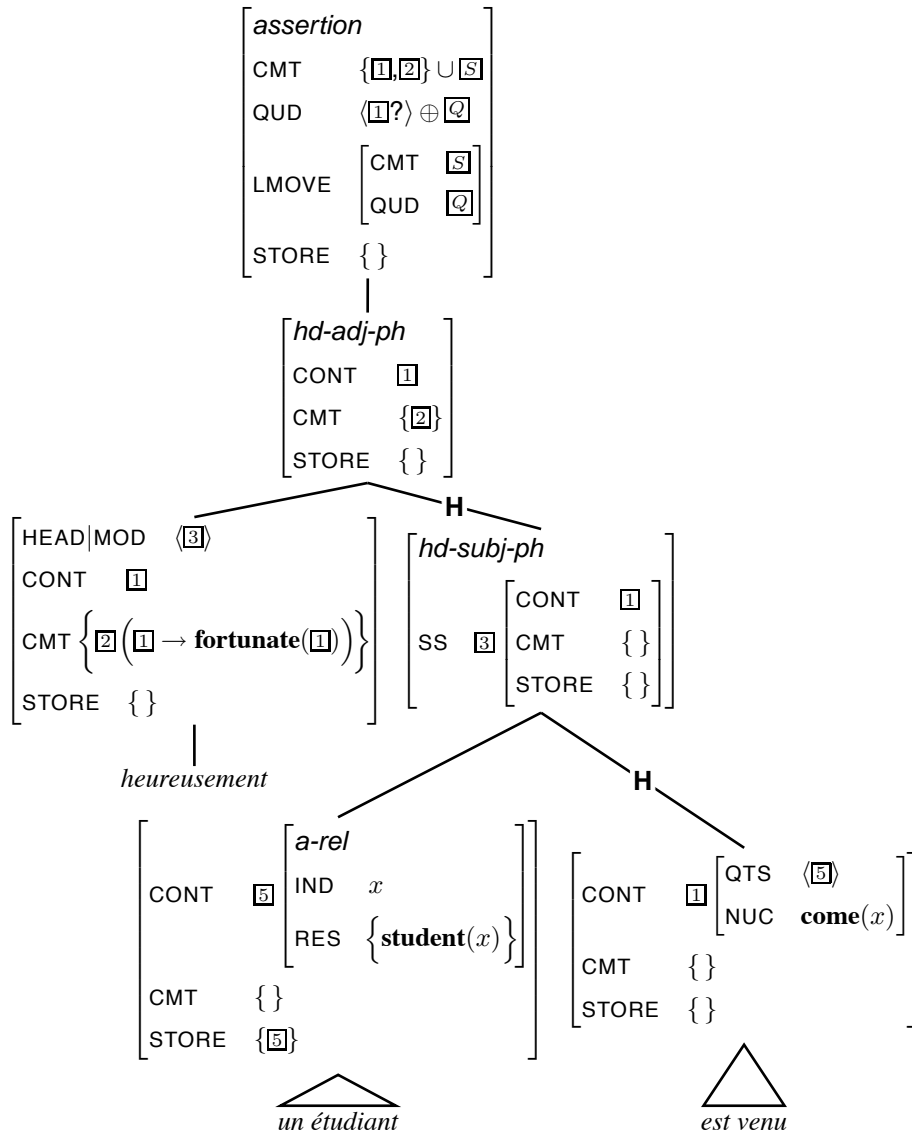 assertion
CMT {1,2} ∪ S
QUD ⟨1?⟩ ⊕ Q
LMOVE CMT S
QUD Q
STORE { }
hd-adj-ph
CONT 1
CMT {2}
STORE { }
H
HEAD|MOD ⟨3⟩
CONT 1
CMT {2(1 → fortunate(1))}
STORE { }
heureusement
hd-subj-ph
SS 3 CONT 1
CMT { }
STORE { }
H
CONT 5 a-rel
IND x
RES {student(x)}
CMT { }
STORE {5}
un étudiant
CONT 1 QTS ⟨5⟩
NUC come(x)
CMT { }
STORE { }
est venu